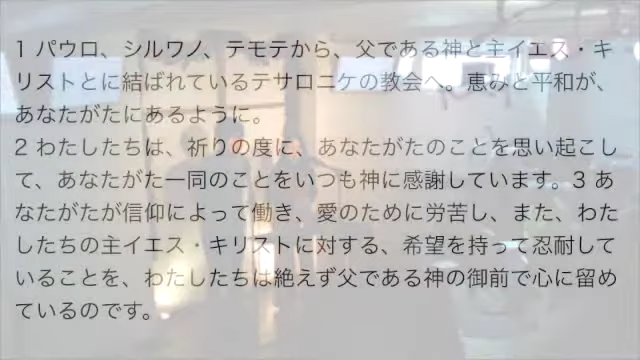 1 パウロ、シルワノ、テモテから、父である神と主イエス・キ
リストとに結ばれているテサロニケの教会へ。恵みと平和が、
あなたがたにあるように。
2 わたしたちは、祈りの度に、あなたがたのことを思い起こし
て、あなたがた一同のことをいつも神に感謝しています。3 あ
なたがたが信仰によって働き、愛のために労苦し、また、わた
したちの主イエス・キリストに対する、希望を持って忍耐して
いることを、わたしたちは絶えず父である神の御前で心に留め
ているのです。